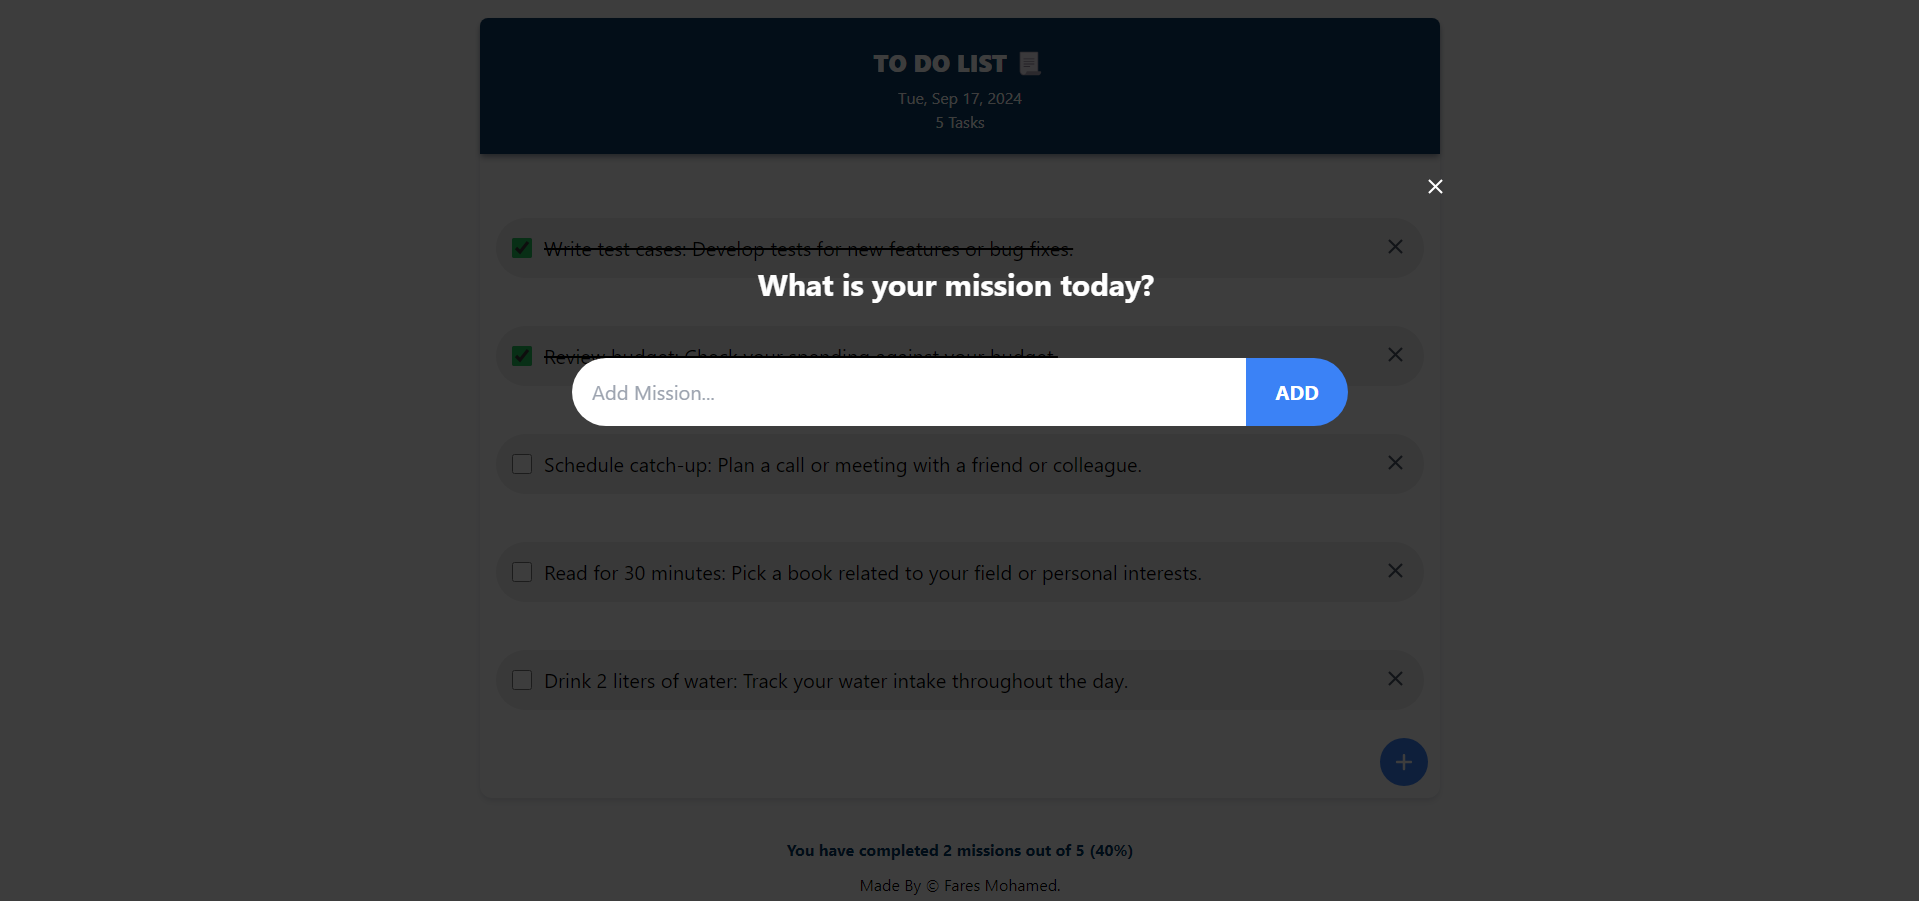 TO DO LIST
Tue, Sep 17, 2024
5 Tasks
Write test cases: Develop tests for new features or bug fixes.
What is your mission today?
Review budget: Check your spending against your budget.
Add Mission...
ADD
Schedule catch-up: Plan a call or meeting with a friend or colleague.
Read for 30 minutes: Pick a book related to your field or personal interests.
Drink 2 liters of water: Track your water intake throughout the day.
You have completed 2 missions out of 5 (40%)
Made By © Fares Mohamed.